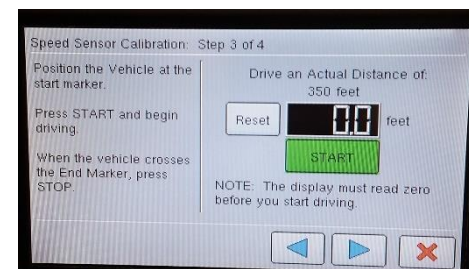 Speed Sensor Calibration: Step 3 of 4
Position the Vehicle at the
start marker.
Press START and begin
driving.
When the vehicle crosses
the End Marker, press
STOP.
Drive an Actual Distance of:
350 feet
Reset 0.0 feet
START
NOTE: The display must read zero
before you start driving.